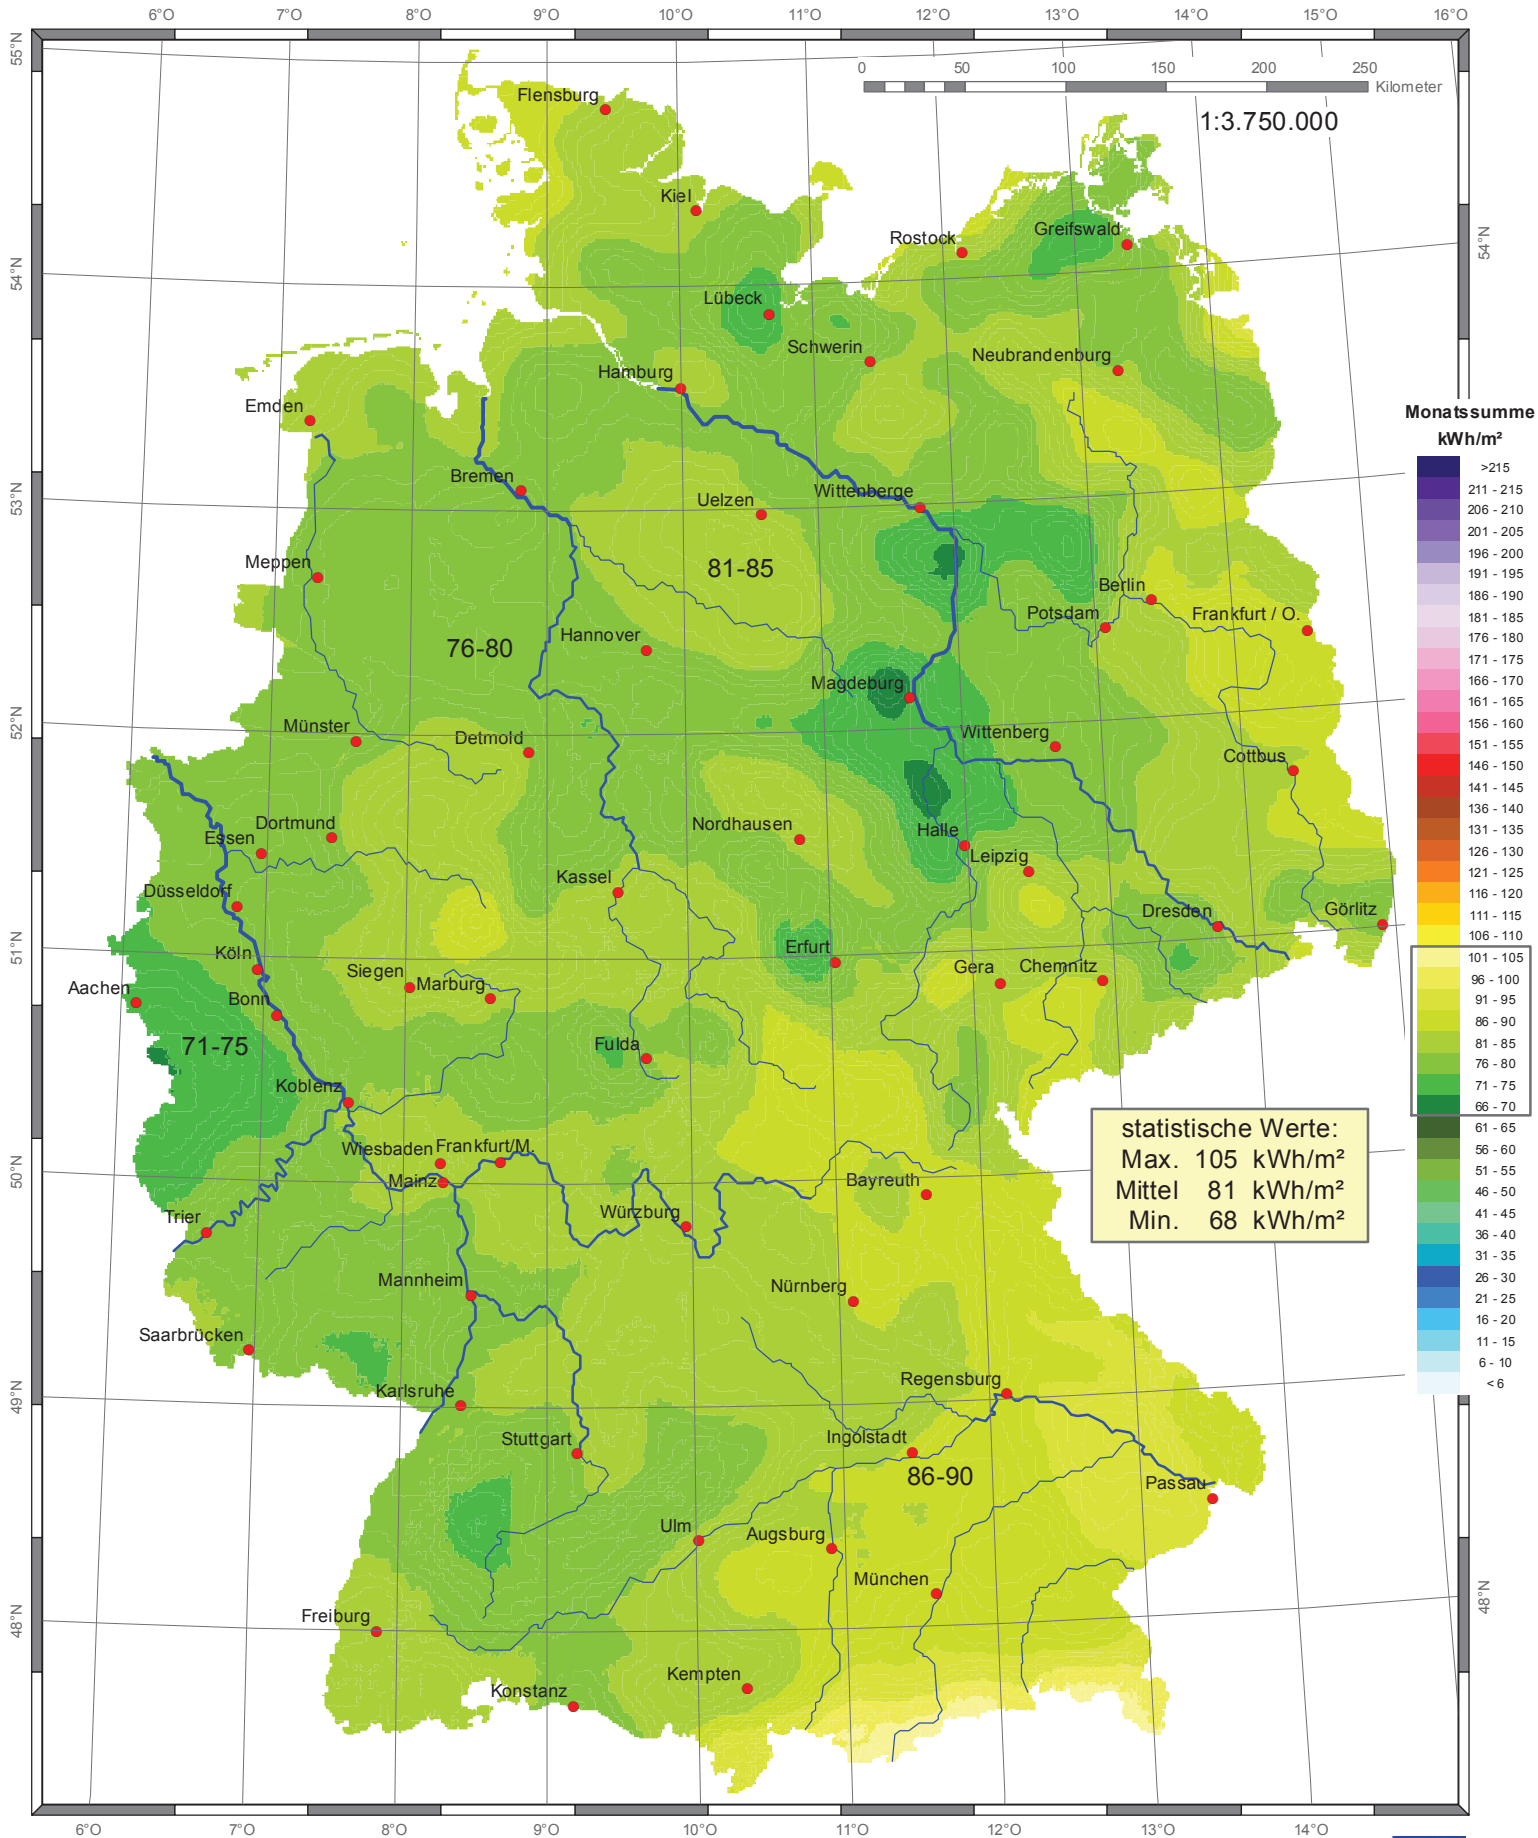 6°O 7°O 8°O 9°O 10°O 11°O 12°O 13°O 14°O 15°O 16°O
55°N
54°N
53°N
52°N
51°N
50°N
49°N
48°N
54°N
48°N
0 50 100 150 200 250
Kilometer
1:3.750.000
Flensburg
Kiel
Rostock
Greifswald
Lübeck
Schwerin
Neubrandenburg
Hamburg
Emden
Bremen
Uelzen
Wittenberge
Meppen
81-85
Berlin
Potsdam
Frankfurt / O.
Hannover
76-80
Magdeburg
Münster
Detmold
Wittenberg
Cottbus
Dortmund
Essen
Nordhausen
Halle
Leipzig
Kassel
Düsseldorf
Dresden
Görlitz
Köln
Erfurt
Siegen
Marburg
Gera
Chemnitz
Aachen
Bonn
71-75
Fulda
Koblenz
Wiesbaden
Frankfurt/M.
Mainz
Bayreuth
Trier
Würzburg
Mannheim
Nürnberg
Saarbrücken
Karlsruhe
Regensburg
Stuttgart
Ingolstadt
86-90
Passau
Ulm
Augsburg
München
Freiburg
Kempten
Konstanz
statistische Werte:
Max. 105 kWh/m²
Mittel 81 kWh/m²
Min. 68 kWh/m²
Monatssumme
kWh/m²
>215
211 - 215
206 - 210
201 - 205
196 - 200
191 - 195
186 - 190
181 - 185
176 - 180
171 - 175
166 - 170
161 - 165
156 - 160
151 - 155
146 - 150
141 - 145
136 - 140
131 - 135
126 - 130
121 - 125
116 - 120
111 - 115
106 - 110
101 - 105
96 - 100
91 - 95
86 - 90
81 - 85
76 - 80
71 - 75
66 - 70
61 - 65
56 - 60
51 - 55
46 - 50
41 - 45
36 - 40
31 - 35
26 - 30
21 - 25
16 - 20
11 - 15
6 - 10
< 6
6°O 7°O 8°O 9°O 10°O 11°O 12°O 13°O 14°O